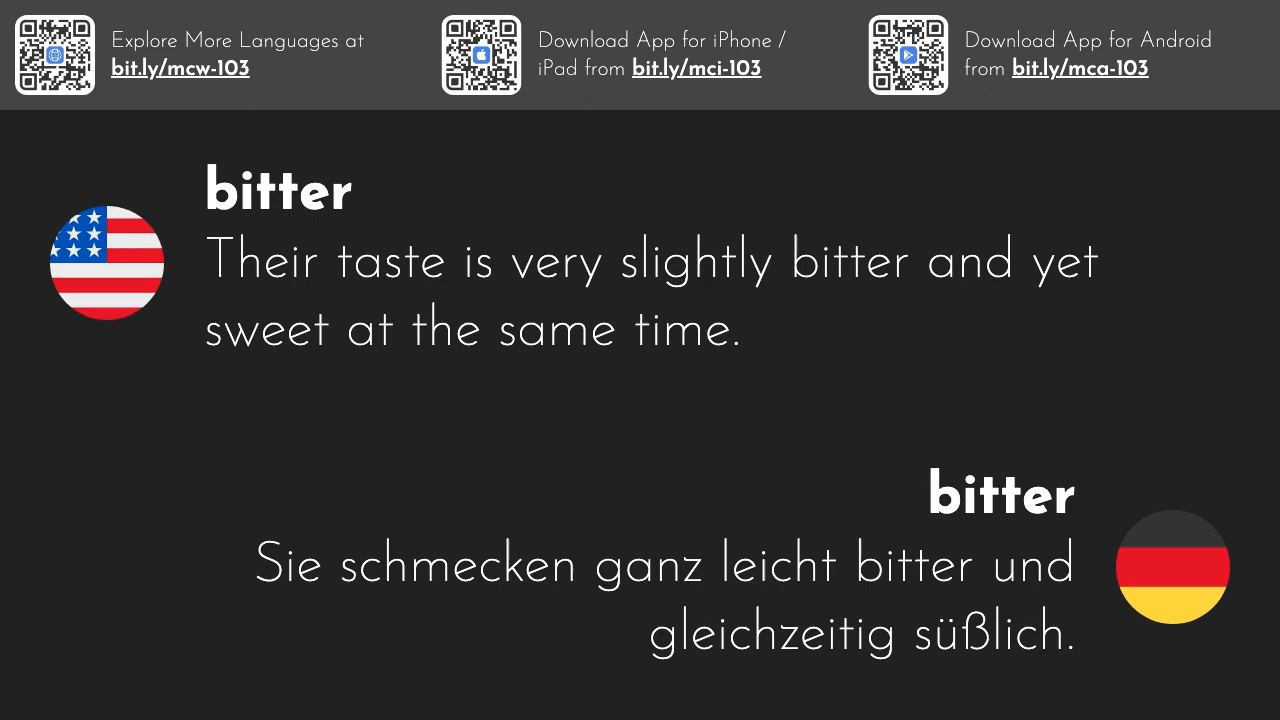 Explore More Languages at
bit.ly/mcw-103
Download App for iPhone /
iPad from bit.ly/mci-103
Download App for Android
from bit.ly/mca-103
bitter
Their taste is very slightly bitter and yet
sweet at the same time.
bitter
Sie schmecken ganz leicht bitter und
gleichzeitig süßlich.